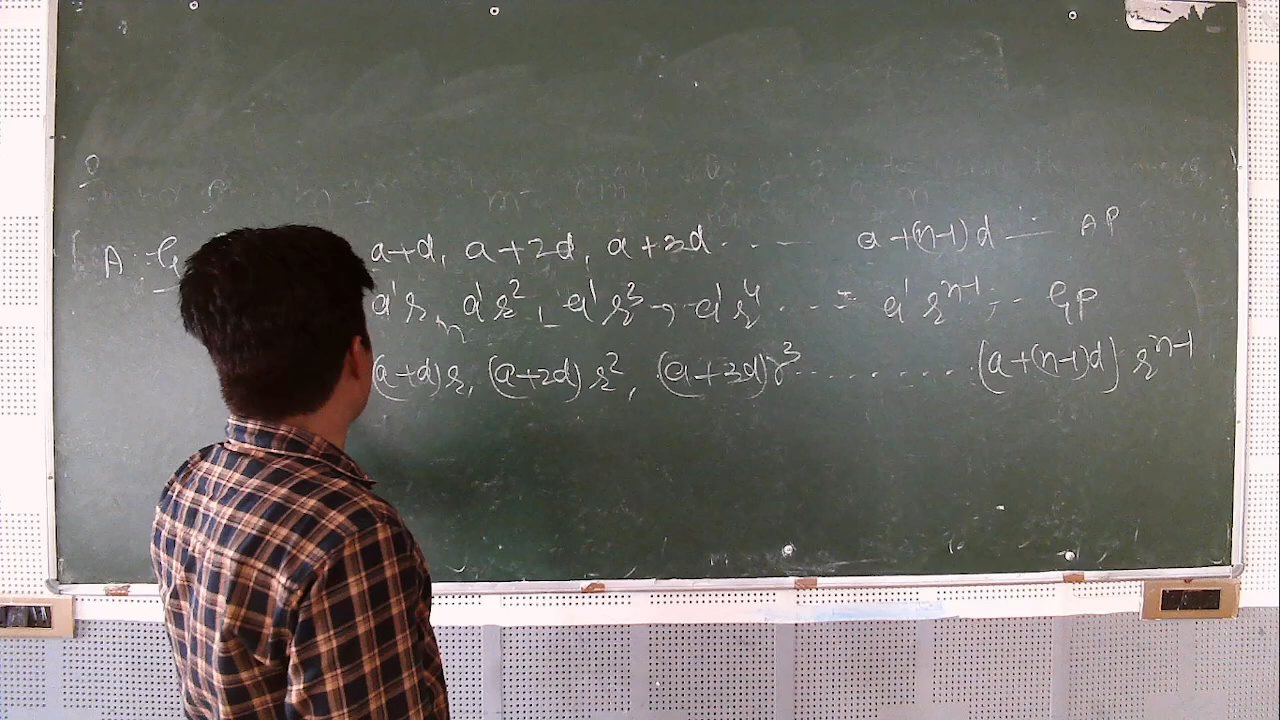 A. G
a+d, a+2d, a+3d ... — a+(n-1)d — AP
a'r, a'r², a'r³, a'r⁴ ... = a'rⁿ⁻¹, - GP
(a+d)r, (a+2d)r², (a+3d)r³ ......... (a+(n-1)d) rⁿ⁻¹